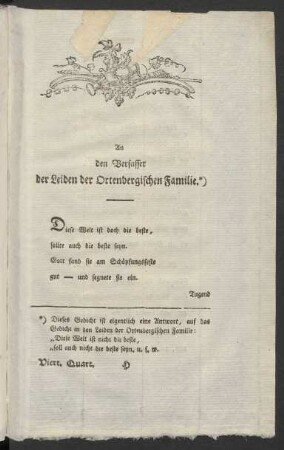 An
den Verfasser
der Leiden der Ortenbergischen Familie.*)
Diese Welt ist doch die beste,
sollte auch die beste seyn.
Gott fand sie am Schöpfungsfeste
gut — und segnete sie ein.
Tugend
*) Dieses Gedicht ist eigentlich eine Antwort, auf das
Gedicht in den Leiden der Ortenbergischen Familie:
„Diese Welt ist nicht die beste,
„soll auch nicht die beste seyn, u. s. w.
Viert. Quart. H